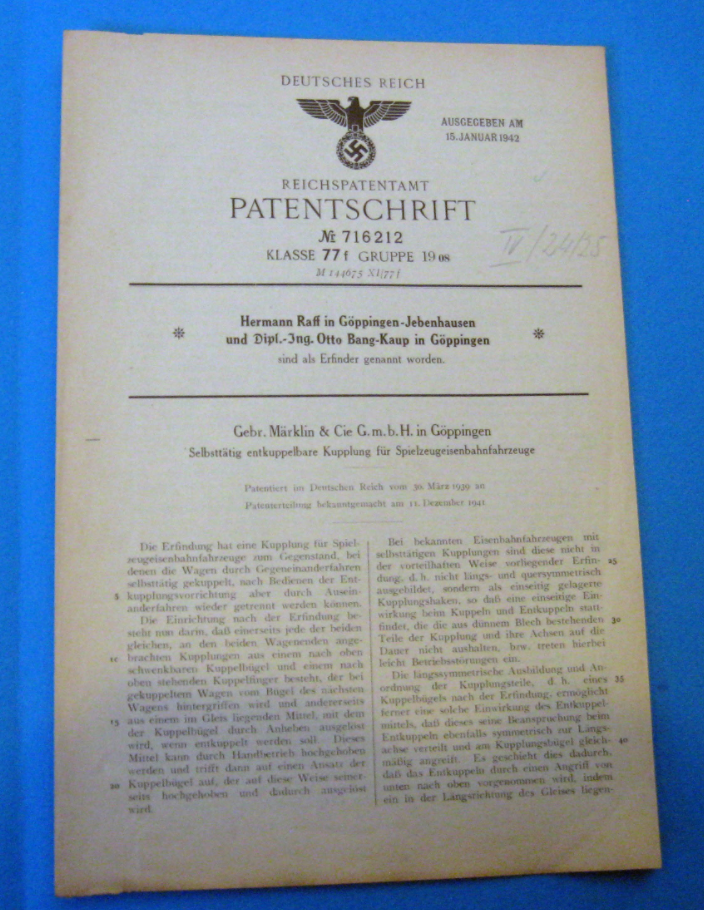 DEUTSCHES REICH
AUSGEGEBEN AM
15. JANUAR 1942
REICHSPATENTAMT
PATENTSCHRIFT
№ 716212
KLASSE 77f GRUPPE 19 08
M 144675 XI/77f
IV/24/25
Hermann Raff in Göppingen-Jebenhausen
und Dipl.-Ing. Otto Bang-Kaup in Göppingen
sind als Erfinder genannt worden.
Gebr. Märklin & Cie G. m. b. H. in Göppingen
Selbsttätig entkuppelbare Kupplung für Spielzeugeisenbahnfahrzeuge
Patentiert im Deutschen Reich vom 30. März 1939 an
Patenterteilung bekanntgemacht am 11. Dezember 1941
Die Erfindung hat eine Kupplung für Spiel-
zeugeisenbahnfahrzeuge zum Gegenstand, bei
denen die Wagen durch Gegeneinanderfahren
selbsttätig gekuppelt, nach Bedienen der Ent-
5 kupplungsvorrichtung aber durch Ausein-
anderfahren wieder getrennt werden können.
Die Einrichtung nach der Erfindung be-
steht nun darin, daß einerseits jede der beiden
gleichen, an den beiden Wagenenden ange-
10 brachten Kupplungen aus einem nach oben
schwenkbaren Kuppelbügel und einem nach
oben stehenden Kuppelfinger besteht, der bei
gekuppeltem Wagen vom Bügel des nächsten
Wagens hintergriffen wird und andererseits
15 aus einem im Gleis liegenden Mittel, mit dem
der Kuppelbügel durch Anheben ausgelöst
wird, wenn entkuppelt werden soll. Dieses
Mittel kann durch Handbetrieb hochgehoben
werden und trifft dann auf einen Ansatz der
20 Kuppelbügel auf, der auf diese Weise seiner-
seits hochgehoben und dadurch ausgelöst
wird.
Bei bekannten Eisenbahnfahrzeugen mit
selbsttätigen Kupplungen sind diese nicht in
der vorteilhaften Weise vorliegender Erfin- 25
dung, d. h. nicht längs- und quersymmetrisch
ausgebildet, sondern als einseitig gelagerte
Kupplungshaken, so daß eine einseitige Ein-
wirkung beim Kuppeln und Entkuppeln statt-
findet, die die aus dünnem Blech bestehenden 30
Teile der Kupplung und ihre Achsen auf die
Dauer nicht aushalten, bzw. treten hierbei
leicht Betriebsstörungen ein.
Die längssymmetrische Ausbildung und An-
ordnung der Kupplungsteile, d. h. eines 35
Kuppelbügels nach der Erfindung, ermöglicht
ferner eine solche Einwirkung des Entkuppel-
mittels, daß dieses seine Beanspruchung beim
Entkuppeln ebenfalls symmetrisch zur Längs-
achse verteilt und am Kupplungsbügel gleich- 40
mäßig angreift. Es geschieht dies dadurch,
daß das Entkuppeln durch einen Angriff von
unten nach oben vorgenommen wird, indem
ein in der Längsrichtung des Gleises liegen-